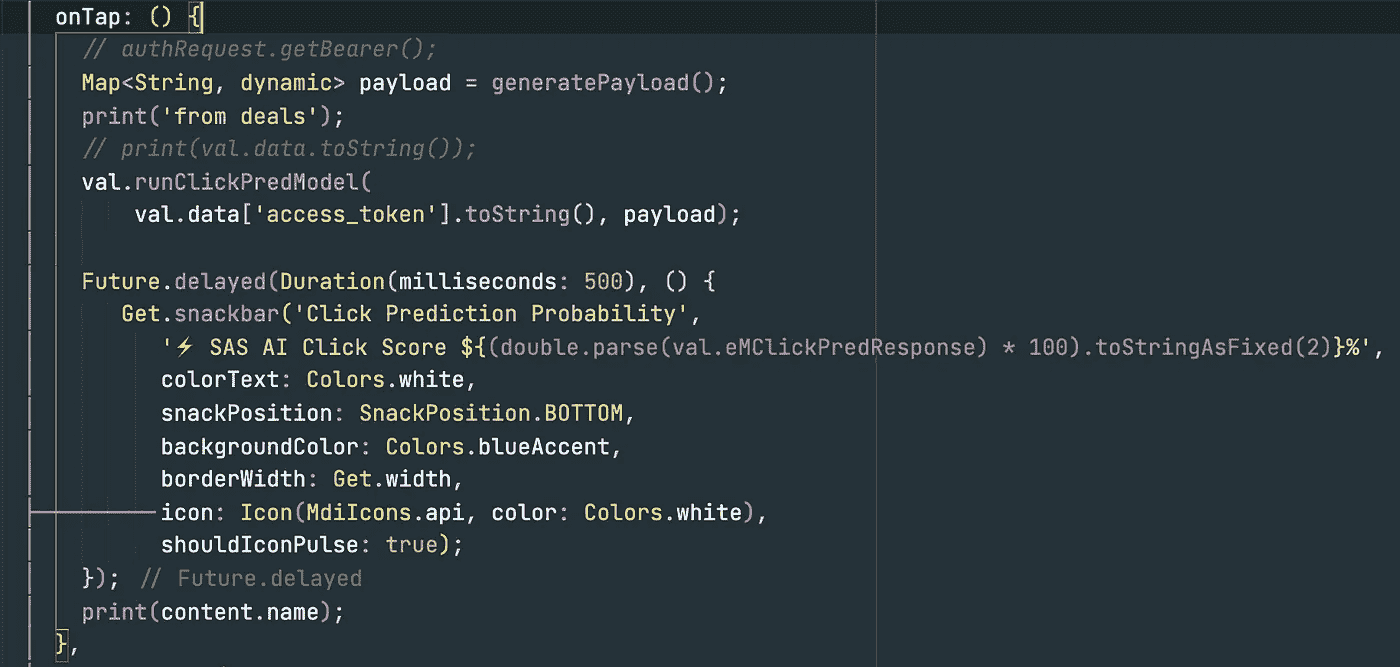 onTap: () {
// authRequest.getBearer();
Map<String, dynamic> payload = generatePayload();
print('from deals');
// print(val.data.toString());
val.runClickPredModel(
val.data['access_token'].toString(), payload);
Future.delayed(Duration(milliseconds: 500), () {
Get.snackbar('Click Prediction Probability',
'⚡ SAS AI Click Score ${(double.parse(val.eMClickPredResponse) * 100).toStringAsFixed(2)}%',
colorText: Colors.white,
snackPosition: SnackPosition.BOTTOM,
backgroundColor: Colors.blueAccent,
borderWidth: Get.width,
icon: Icon(MdiIcons.api, color: Colors.white),
shouldIconPulse: true);
}); // Future.delayed
print(content.name);
},